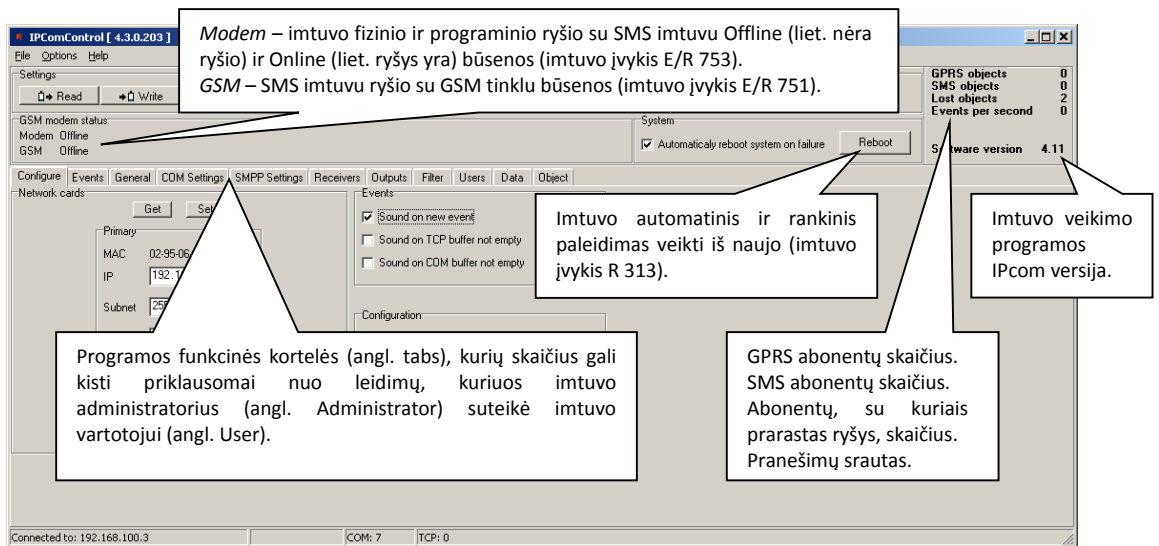 IPComControl [ 4.3.0.203 ]
File Options Help
Modem – imtuvo fizinio ir programinio ryšio su SMS imtuvu Offline (liet. nėra
ryšio) ir Online (liet. ryšys yra) būsenos (imtuvo įvykis E/R 753).
GSM – SMS imtuvu ryšio su GSM tinklu būsenos (imtuvo įvykis E/R 751).
Settings
Read Write
GPRS objects 0
SMS objects 0
Lost objects 2
Events per second 0
Software version 4.11
GSM modem status
Modem Offline
GSM Offline
System
Automaticaly reboot system on failure Reboot
Configure Events General COM Settings SMPP Settings Receivers Outputs Filter Users Data Object
Network cards
Get
Primary
MAC 02-95-06
IP 192.1
Subnet
Events
Sound on new event
Sound on TCP buffer not empty
Sound on COM buffer not empty
Configuration
Imtuvo automatinis ir rankinis
paleidimas veikti iš naujo (imtuvo
įvykis R 313).
Imtuvo veikimo
programos
IPcom versija.
Programos funkcinės kortelės (angl. tabs), kurių skaičius gali
kisti priklausomai nuo leidimų, kuriuos imtuvo
administratorius (angl. Administrator) suteikė imtuvo
vartotojui (angl. User).
GPRS abonentų skaičius.
SMS abonentų skaičius.
Abonentų, su kuriais
prarastas ryšys, skaičius.
Pranešimų srautas.
Connected to: 192.168.100.3 COM: 7 TCP: 0